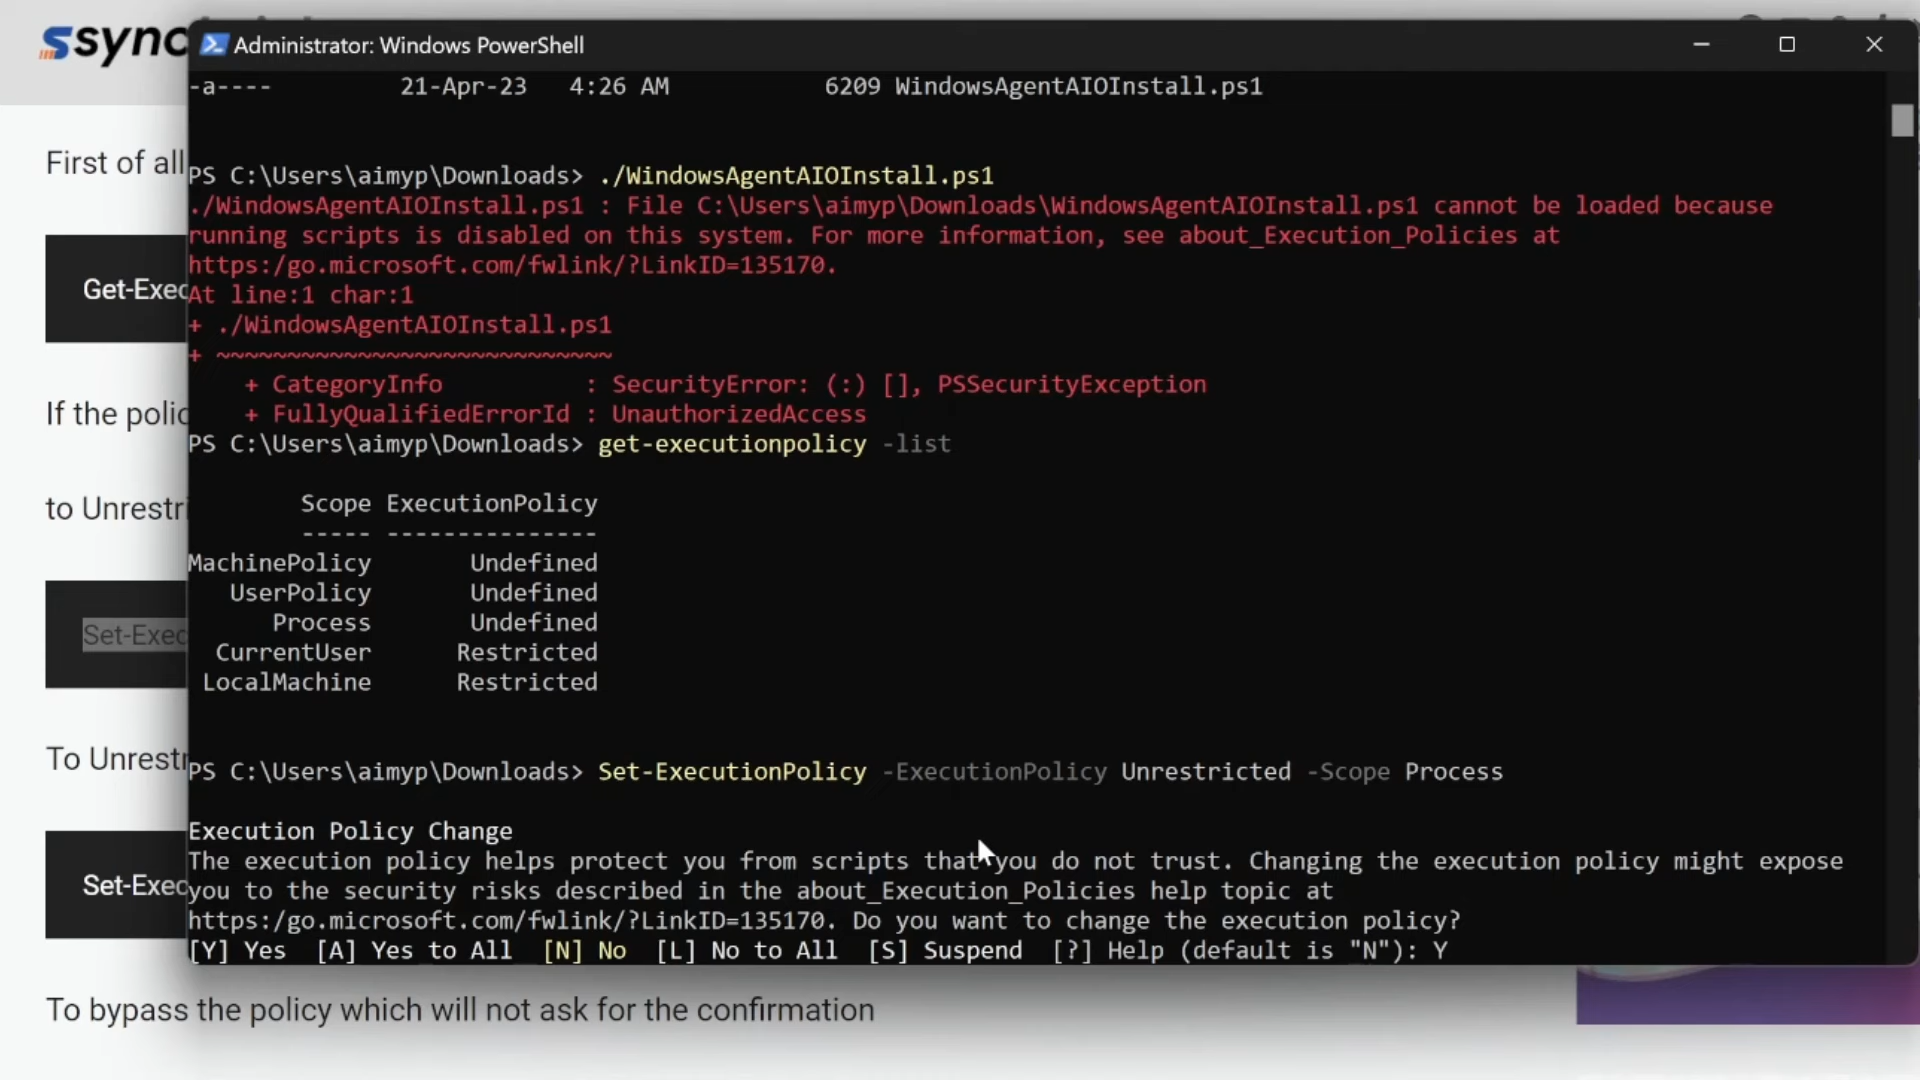 ssync
Administrator: Windows PowerShell
-a----         21-Apr-23   4:26 AM           6209 WindowsAgentAIOInstall.ps1
First of all
PS C:\Users\aimyp\Downloads> ./WindowsAgentAIOInstall.ps1
./WindowsAgentAIOInstall.ps1 : File C:\Users\aimyp\Downloads\WindowsAgentAIOInstall.ps1 cannot be loaded because
running scripts is disabled on this system. For more information, see about_Execution_Policies at
https:/go.microsoft.com/fwlink/?LinkID=135170.
Get-Exec
At line:1 char:1
+ ./WindowsAgentAIOInstall.ps1
+ ~~~~~~~~~~~~~~~~~~~~~~~~~~~~
+ CategoryInfo          : SecurityError: (:) [], PSSecurityException
If the polic
+ FullyQualifiedErrorId : UnauthorizedAccess
PS C:\Users\aimyp\Downloads> get-executionpolicy -list
Scope ExecutionPolicy
----- ---------------
to Unrestri
MachinePolicy       Undefined
UserPolicy       Undefined
Process       Undefined
Set-Exec
CurrentUser      Restricted
LocalMachine      Restricted
To Unrestr
PS C:\Users\aimyp\Downloads> Set-ExecutionPolicy -ExecutionPolicy Unrestricted -Scope Process
Execution Policy Change
The execution policy helps protect you from scripts that you do not trust. Changing the execution policy might expose
Set-Exec
you to the security risks described in the about_Execution_Policies help topic at
https:/go.microsoft.com/fwlink/?LinkID=135170. Do you want to change the execution policy?
[Y] Yes  [A] Yes to All  [N] No  [L] No to All  [S] Suspend  [?] Help (default is "N"): Y
To bypass the policy which will not ask for the confirmation